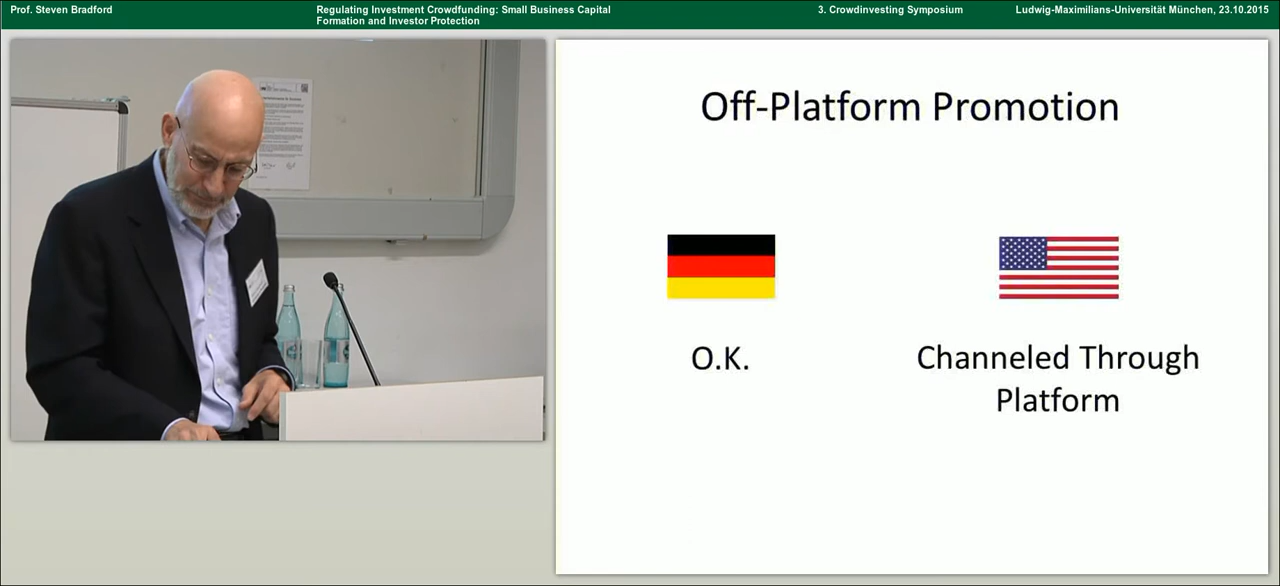 Prof. Steven Bradford
Regulating Investment Crowdfunding: Small Business Capital
Formation and Investor Protection
3. Crowdinvesting Symposium
Ludwig-Maximilians-Universität München, 23.10.2015
Off-Platform Promotion
O.K.
Channeled Through
Platform